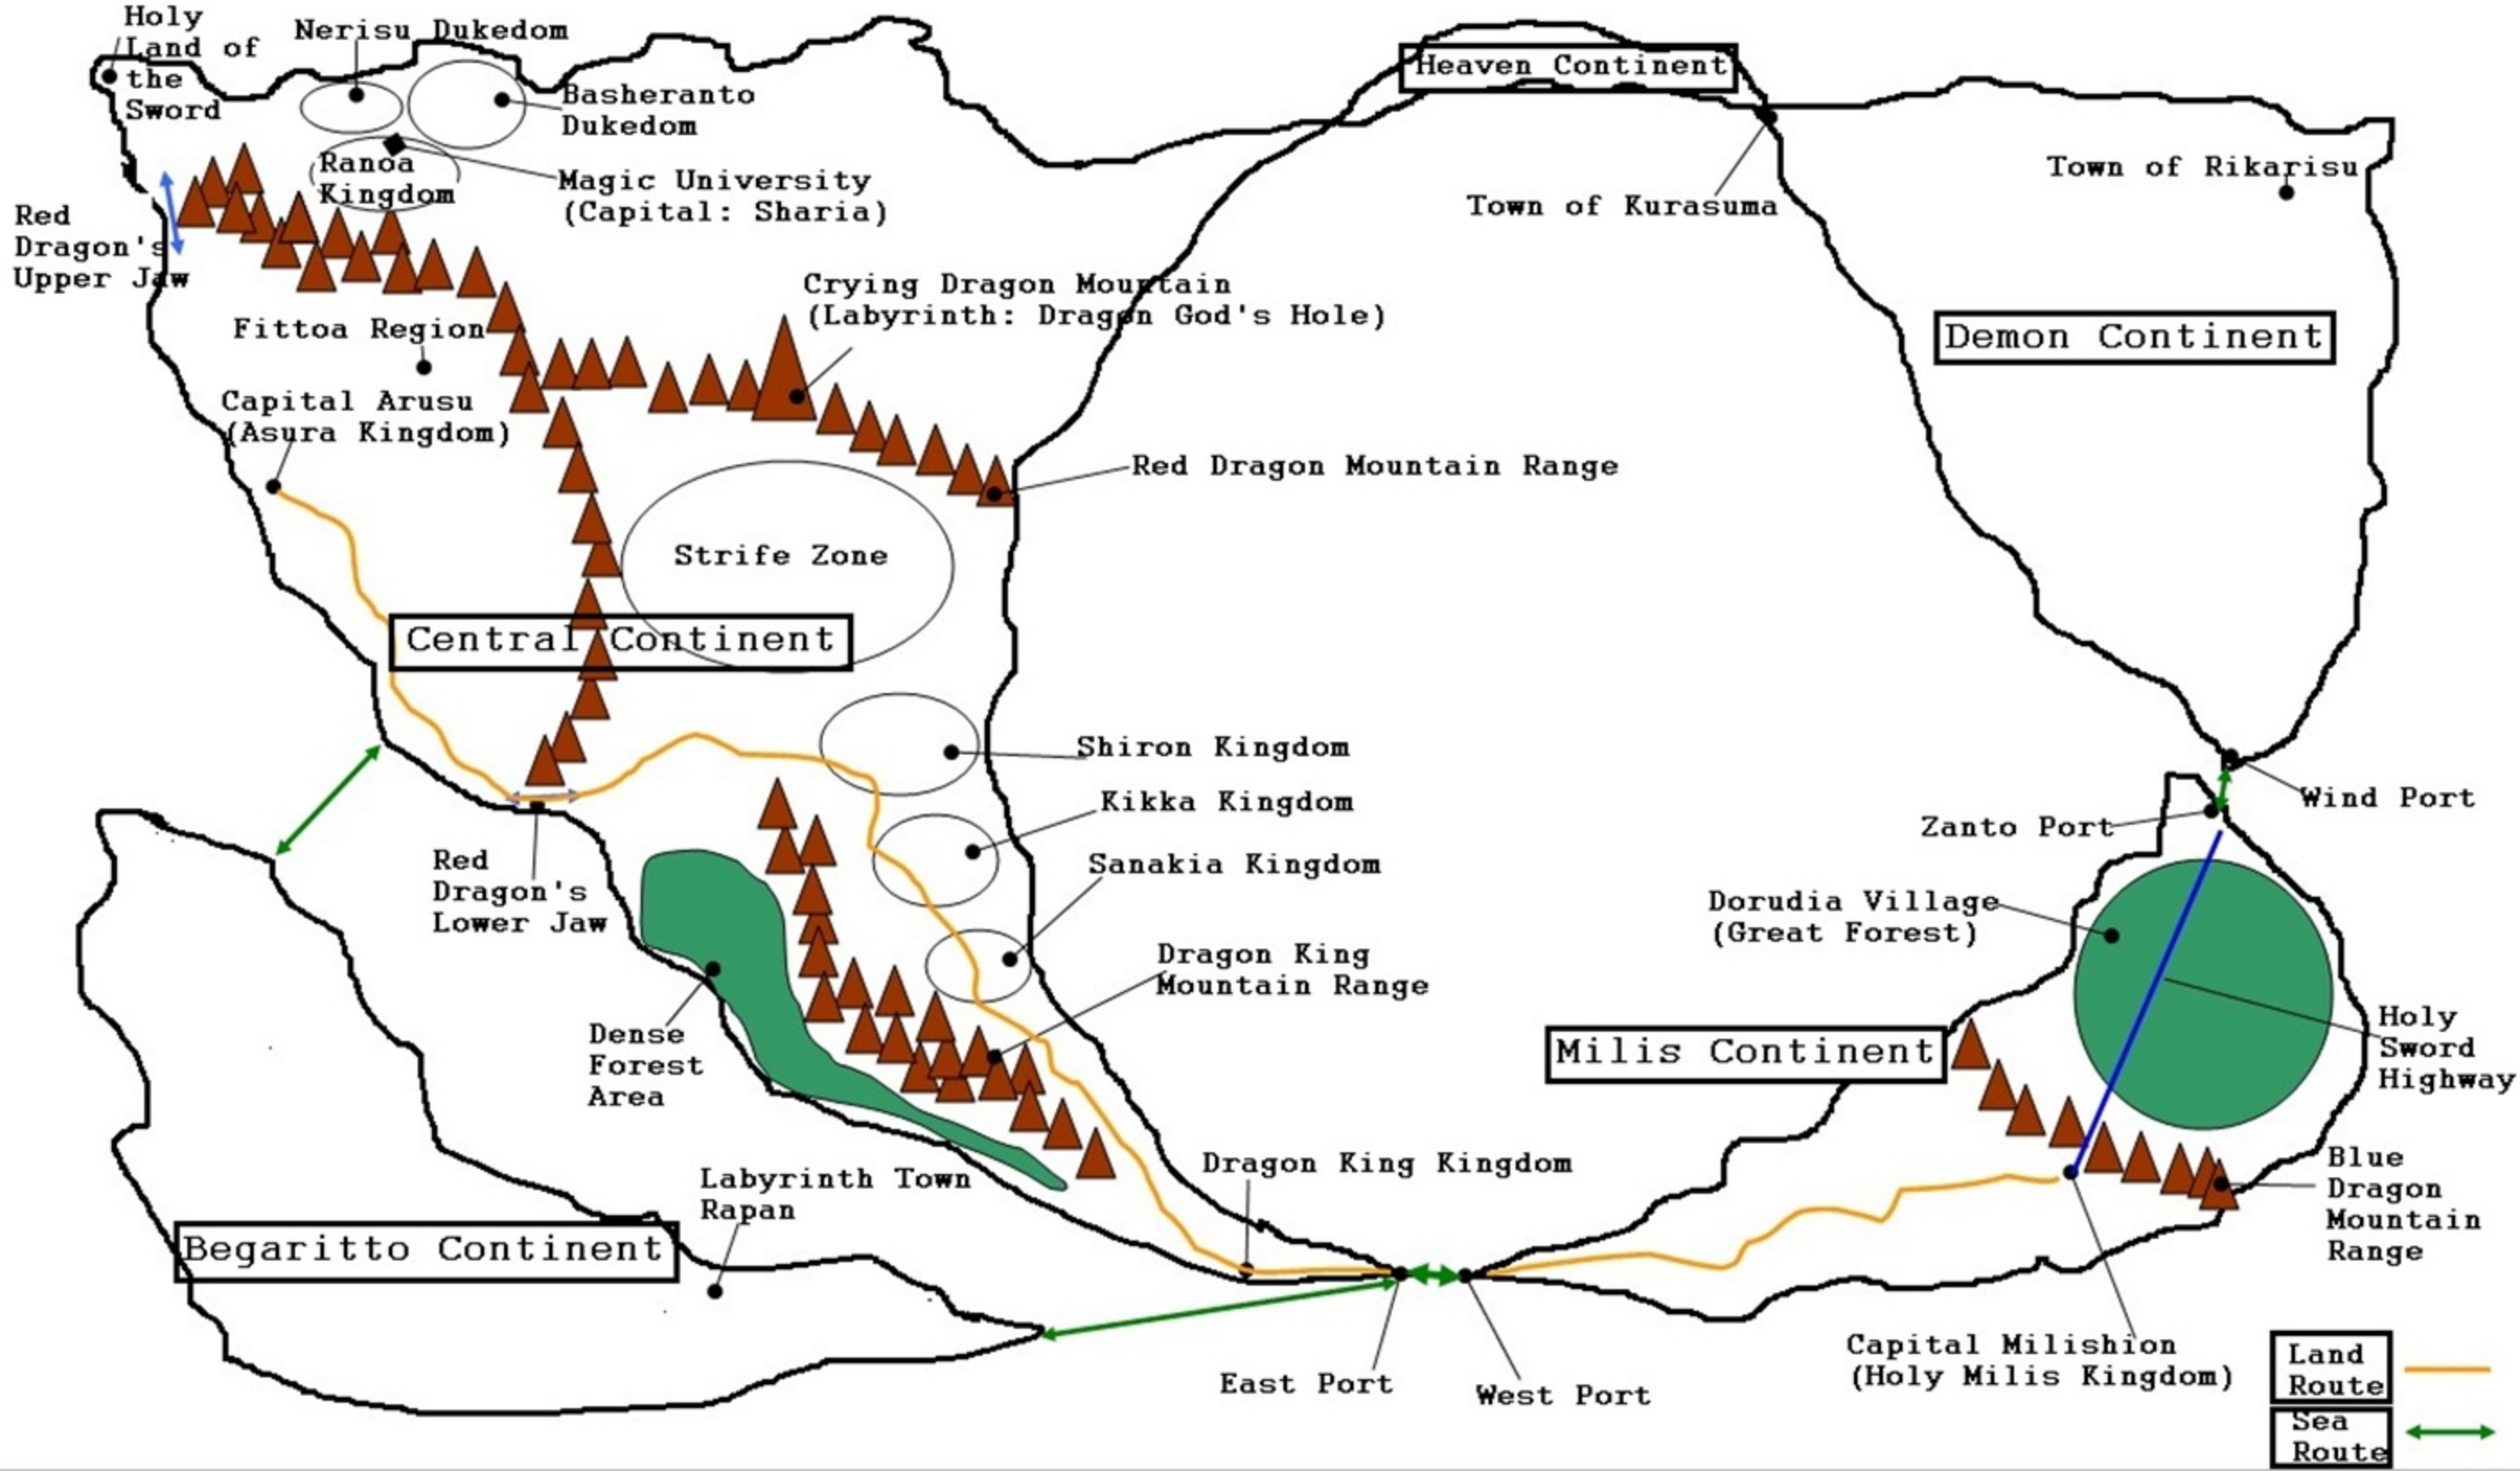 Holy
Land of
the
Sword
Nerisu Dukedom
Basheranto
Dukedom
Ranoa
Kingdom
Magic University
(Capital: Sharia)
Red
Dragon's
Upper Jaw
Fittoa Region
Capital Arusu
(Asura Kingdom)
Crying Dragon Mountain
(Labyrinth: Dragon God's Hole)
Red Dragon Mountain Range
Strife Zone
Central Continent
Heaven Continent
Town of Kurasuma
Town of Rikarisu
Demon Continent
Shiron Kingdom
Kikka Kingdom
Sanakia Kingdom
Dragon King
Mountain Range
Red
Dragon's
Lower Jaw
Dense
Forest
Area
Wind Port
Zanto Port
Dorudia Village
(Great Forest)
Holy
Sword
Highway
Milis Continent
Blue
Dragon
Mountain
Range
Dragon King Kingdom
Labyrinth Town
Rapan
Begaritto Continent
East Port
West Port
Capital Milishion
(Holy Milis Kingdom)
Land
Route
Sea
Route